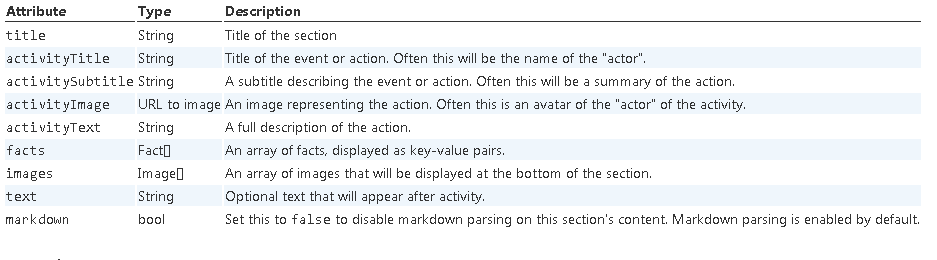 Attribute Type Description
title String Title of the section
activityTitle String Title of the event or action. Often this will be the name of the "actor".
activitySubtitle String A subtitle describing the event or action. Often this will be a summary of the action.
activityImage URL to image An image representing the action. Often this is an avatar of the "actor" of the activity.
activityText String A full description of the action.
facts Fact[] An array of facts, displayed as key-value pairs.
images Image[] An array of images that will be displayed at the bottom of the section.
text String Optional text that will appear after activity.
markdown bool Set this to false to disable markdown parsing on this section's content. Markdown parsing is enabled by default.